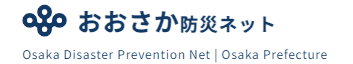 おおさか防災ネット
Osaka Disaster Prevention Net | Osaka Prefecture